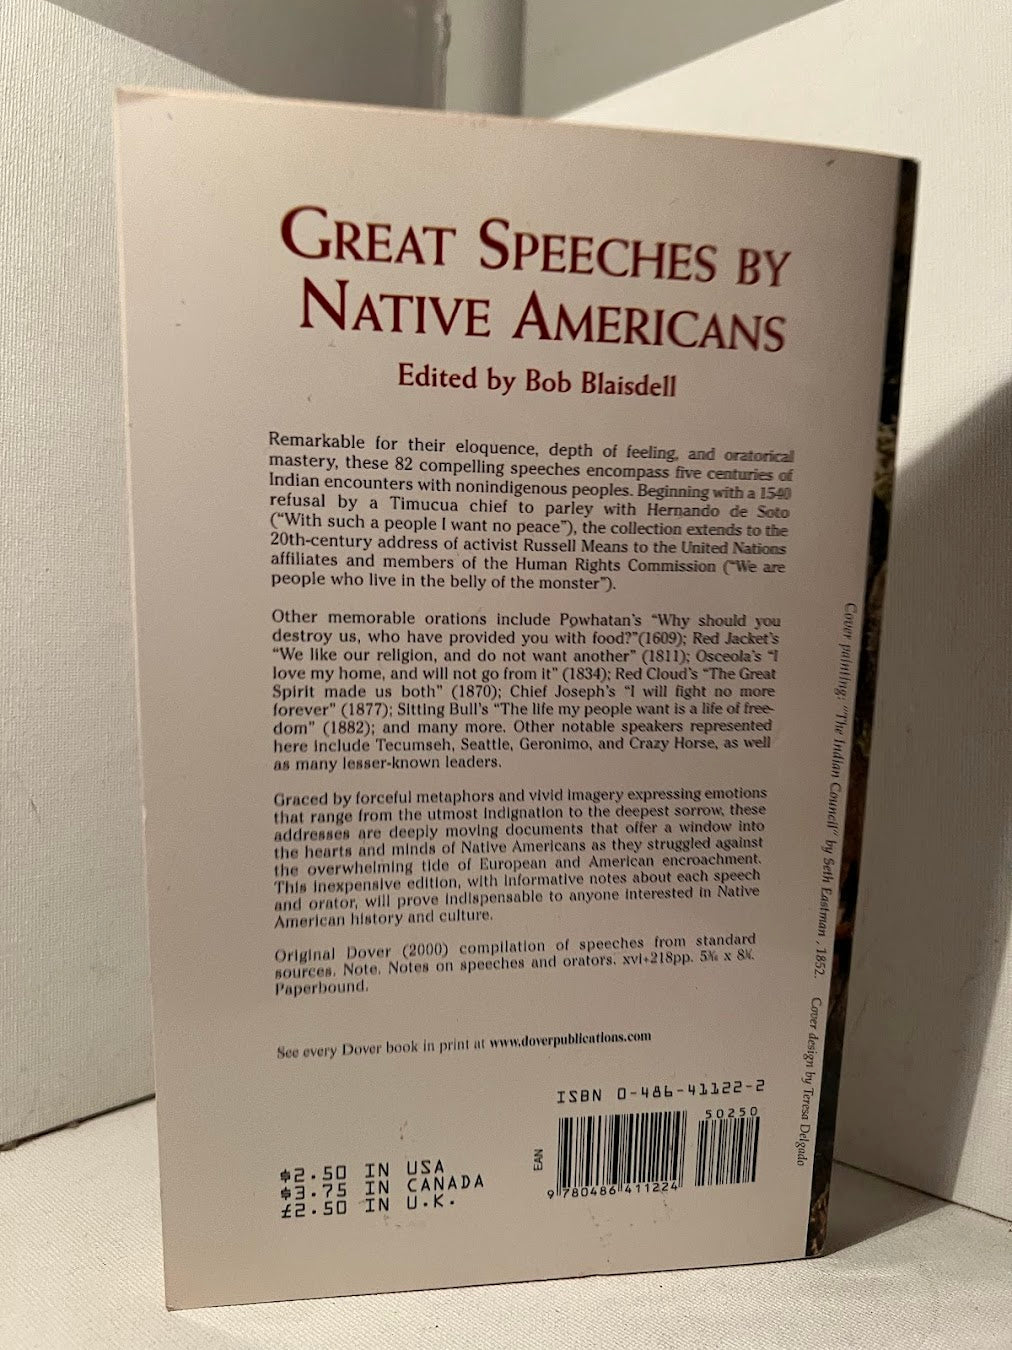 GREAT SPEECHES BY
NATIVE AMERICANS
Edited by Bob Blaisdell
Remarkable for their eloquence, depth of feeling, and oratorical
mastery, these 82 compelling speeches encompass five centuries of
Indian encounters with nonindigenous peoples. Beginning with a 1540
refusal by a Timucua chief to parley with Hernando de Soto
("With such a people I want no peace"), the collection extends to the
20th-century address of activist Russell Means to the United Nations
affiliates and members of the Human Rights Commission ("We are
people who live in the belly of the monster").
Other memorable orations include Powhatan's "Why should you
destroy us, who have provided you with food?"(1609); Red Jacket's
"We like our religion, and do not want another" (1811); Osceola's "I
love my home, and will not go from it" (1834); Red Cloud's "The Great
Spirit made us both" (1870); Chief Joseph's "I will fight no more
forever" (1877); Sitting Bull's "The life my people want is a life of free-
dom" (1882); and many more. Other notable speakers represented
here include Tecumseh, Seattle, Geronimo, and Crazy Horse, as well
as many lesser-known leaders.
Graced by forceful metaphors and vivid imagery expressing emotions
that range from the utmost indignation to the deepest sorrow, these
addresses are deeply moving documents that offer a window into
the hearts and minds of Native Americans as they struggled against
the overwhelming tide of European and American encroachment.
This inexpensive edition, with informative notes about each speech
and orator, will prove indispensable to anyone interested in Native
American history and culture.
Original Dover (2000) compilation of speeches from standard
sources. Note. Notes on speeches and orators. xvi+218pp. 5³⁄₁₆ x 8¼.
Paperbound.
See every Dover book in print at www.doverpublications.com
ISBN 0-486-41122-2
50250
EAN
9 780486 411224
$2.50 IN USA
$3.75 IN CANADA
£2.50 IN U.K.
Cover painting: "The Indian Council" by Seth Eastman , 1852. Cover design by Teresa Delgado